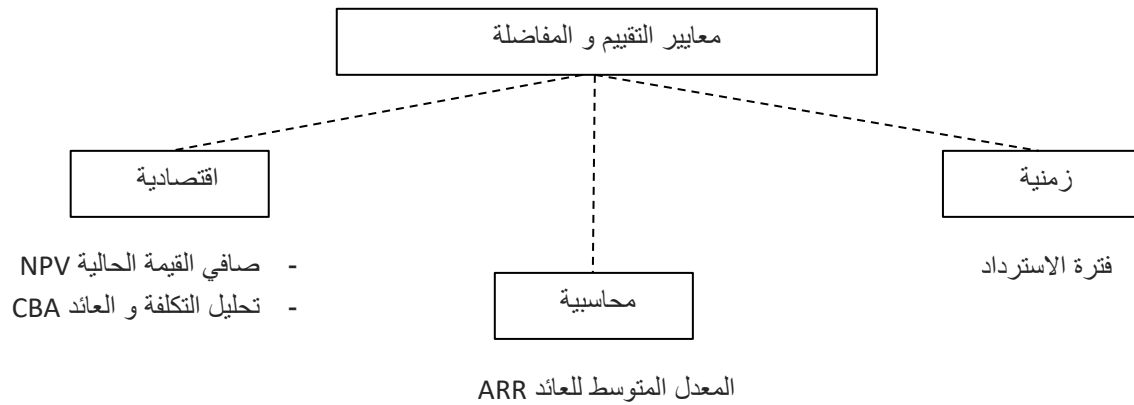 معايير التقييم و المفاضلة
زمنية
اقتصادية
فترة الاسترداد
- صافي القيمة الحالية NPV
- تحليل التكلفة و العائد CBA
محاسبية
المعدل المتوسط للعائد ARR